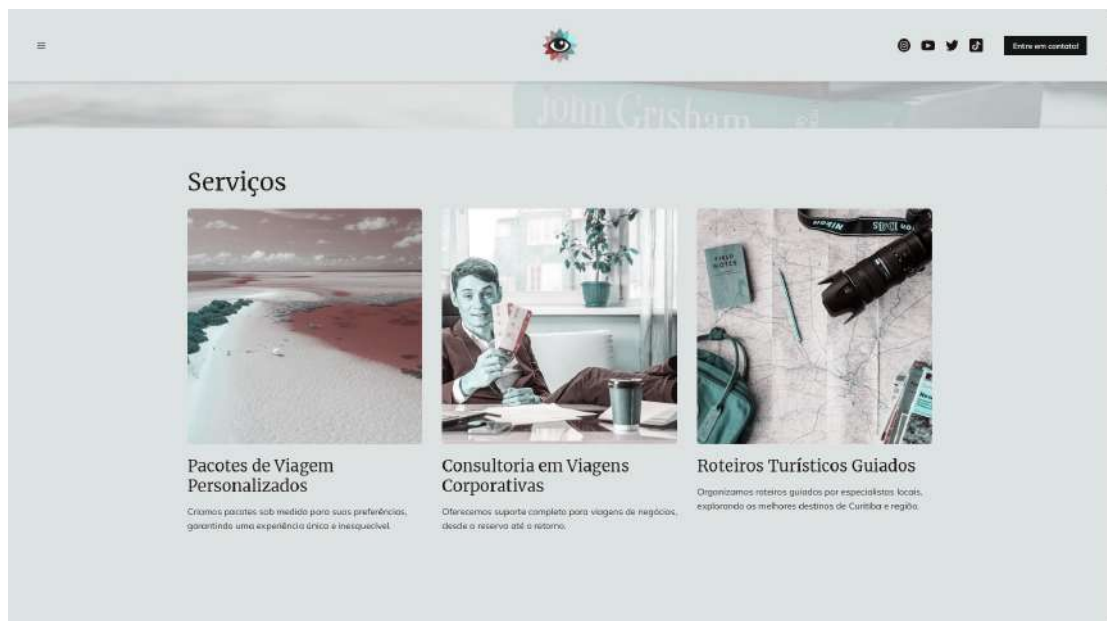 Entre em contato!
John Grisham
Serviços
Nikon
FIELD
NOTES
Pacotes de Viagem
Personalizados
Consultoria em Viagens
Corporativas
Roteiros Turísticos Guiados
Criamos pacotes sob medida para suas preferências,
garantindo uma experiência única e inesquecível.
Oferecemos suporte completo para viagens de negócios,
desde a reserva até o retorno.
Organizamos roteiros guiados por especialistas locais,
explorando os melhores destinos de Curitiba e região.